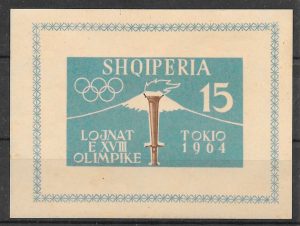 SHQIPERIA
15
LOJNAT
E XVIII
OLIMPIKE
TOKIO
1964